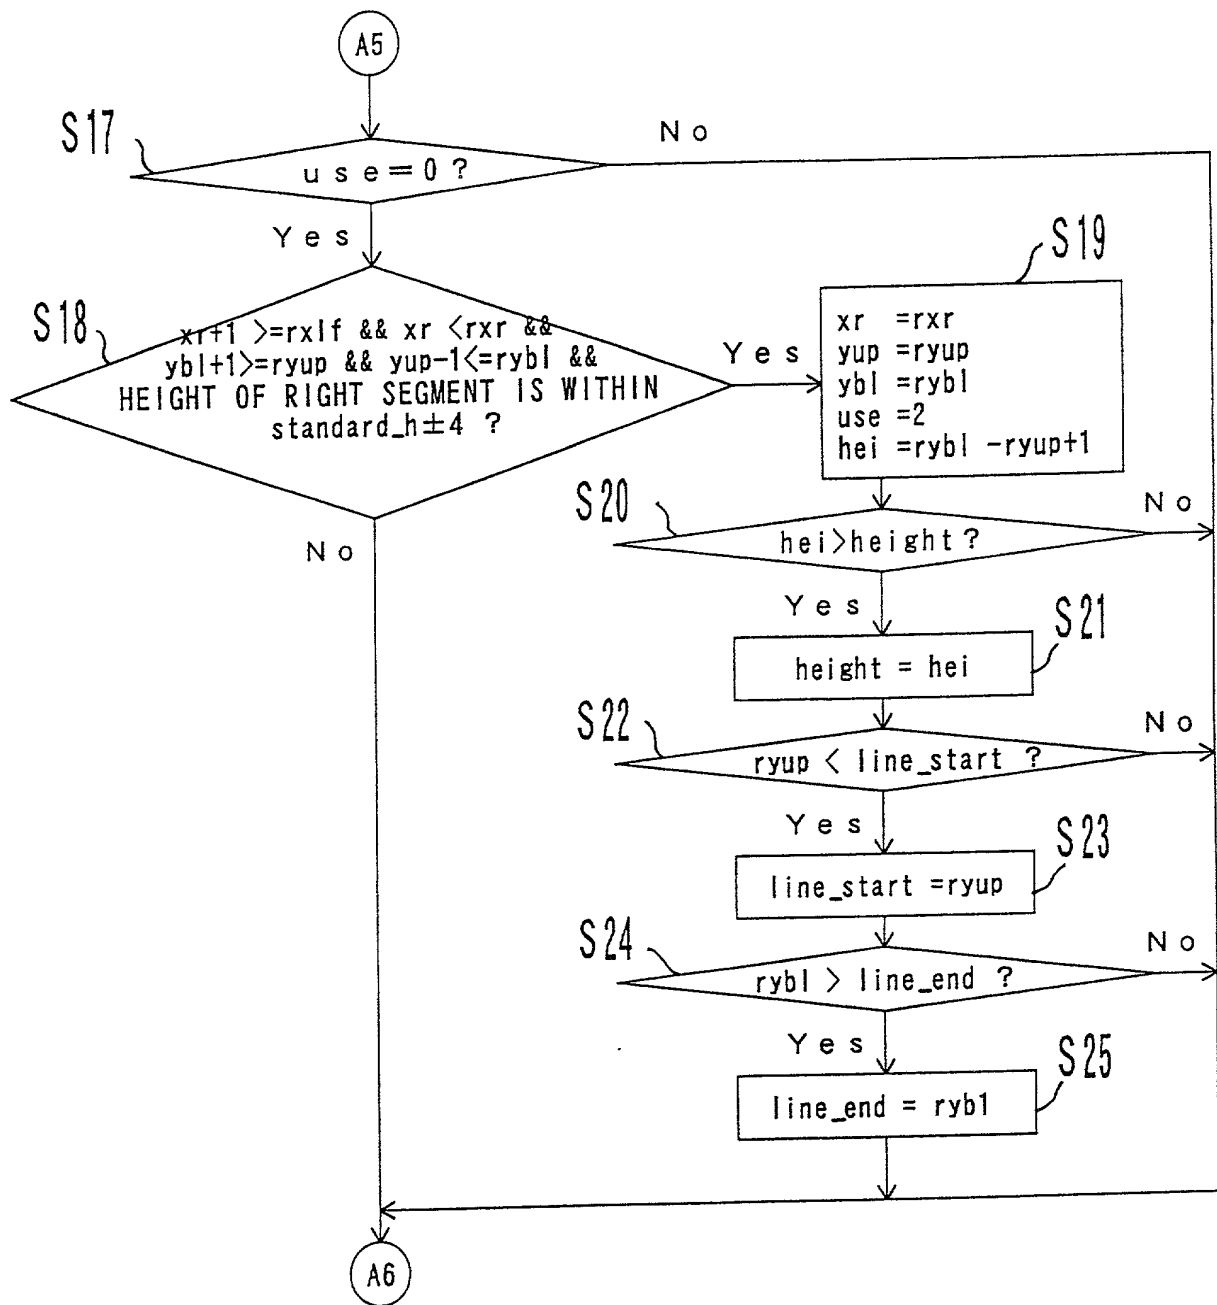 A5
S17
No
use=0?
Yes
S18
xr+1 >=rxlf && xr <rxr &&
ybl+1>=ryup && yup-1<=rybl &&
HEIGHT OF RIGHT SEGMENT IS WITHIN
standard_h±4 ?
Yes
No
S19
xr =rxr
yup =ryup
ybl =rybl
use =2
hei =rybl -ryup+1
S20
No
hei>height?
Yes
S21
height = hei
S22
No
ryup < line_start ?
Yes
S23
line_start =ryup
S24
No
rybl > line_end ?
Yes
S25
line_end = rybl
A6